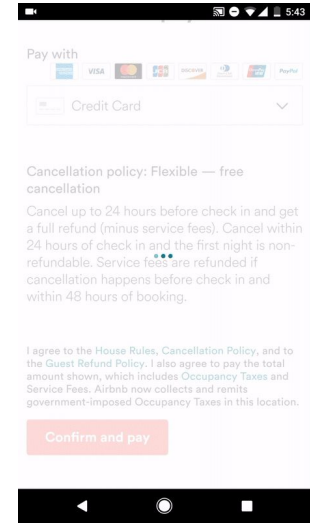 5:43
Pay with
VISA
DISCOVER
PayPal
Credit Card
Cancellation policy: Flexible — free
cancellation
Cancel up to 24 hours before check in and get
a full refund (minus service fees). Cancel within
24 hours of check in and the first night is non-
refundable. Service fees are refunded if
cancellation happens before check in and
within 48 hours of booking.
I agree to the House Rules, Cancellation Policy, and to
the Guest Refund Policy. I also agree to pay the total
amount shown, which includes Occupancy Taxes and
Service Fees. Airbnb now collects and remits
government-imposed Occupancy Taxes in this location.
Confirm and pay